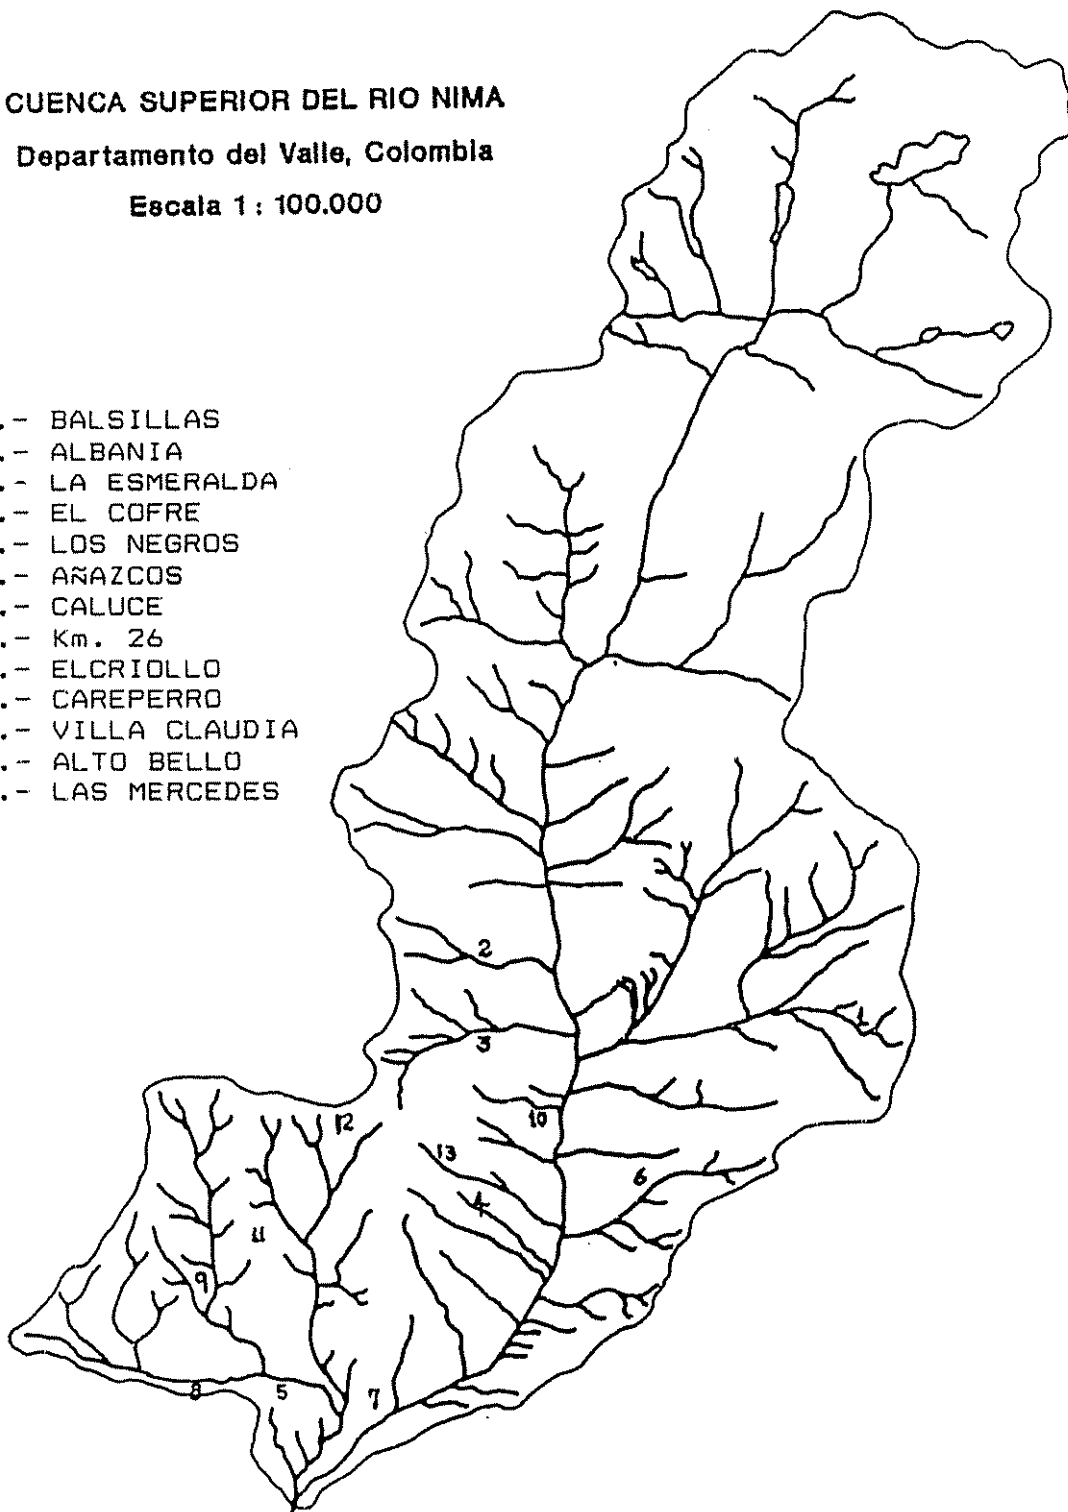 CUENCA SUPERIOR DEL RIO NIMA
Departamento del Valle, Colombia
Escala 1 : 100.000
.- BALSILLAS
.- ALBANIA
.- LA ESMERALDA
.- EL COFRE
.- LOS NEGROS
.- AÑAZCOS
.- CALUCE
.- Km. 26
.- ELCRIOLLO
.- CAREPERRO
.- VILLA CLAUDIA
.- ALTO BELLO
.- LAS MERCEDES
2
1
3
10
12
13
6
4
11
9
8
5
7